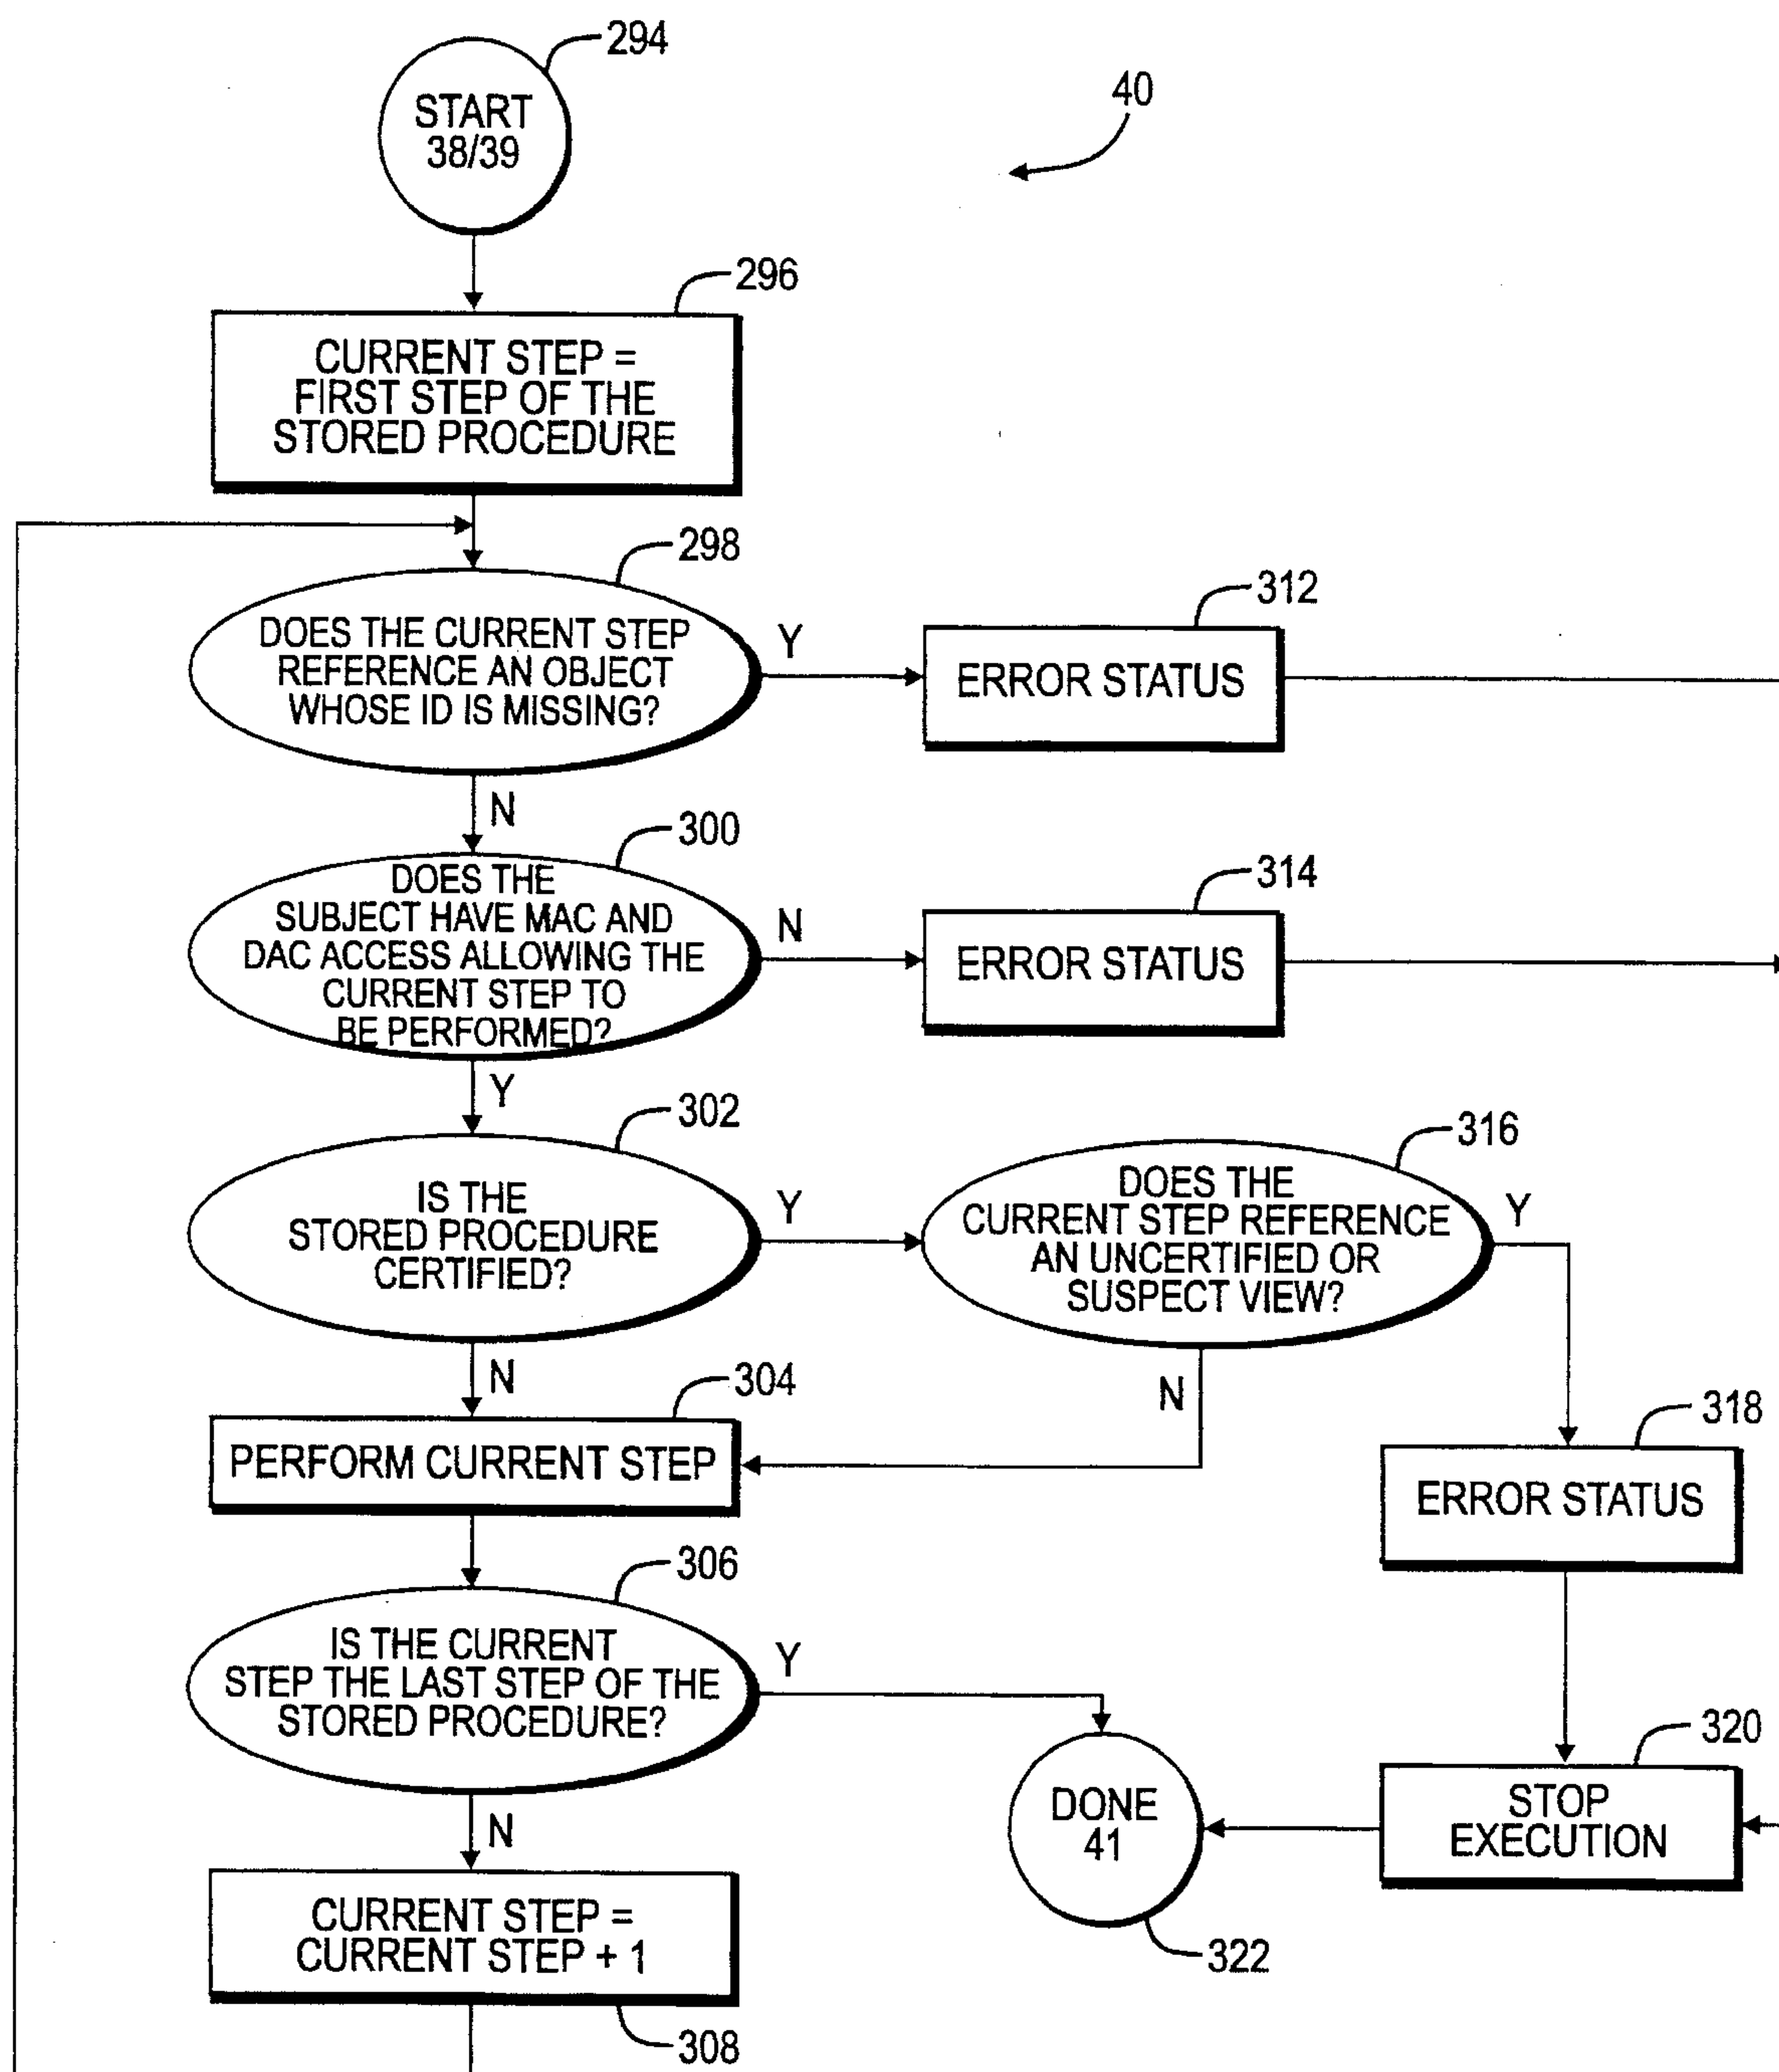 294
START
38/39
40
296
CURRENT STEP =
FIRST STEP OF THE
STORED PROCEDURE
298
DOES THE CURRENT STEP
REFERENCE AN OBJECT
WHOSE ID IS MISSING?
Y
312
ERROR STATUS
N
300
DOES THE
SUBJECT HAVE MAC AND
DAC ACCESS ALLOWING THE
CURRENT STEP TO
BE PERFORMED?
N
314
ERROR STATUS
Y
302
IS THE
STORED PROCEDURE
CERTIFIED?
Y
316
DOES THE
CURRENT STEP REFERENCE
AN UNCERTIFIED OR
SUSPECT VIEW?
Y
N
N
304
PERFORM CURRENT STEP
318
ERROR STATUS
306
IS THE CURRENT
STEP THE LAST STEP OF THE
STORED PROCEDURE?
Y
320
STOP
EXECUTION
DONE
41
322
N
CURRENT STEP =
CURRENT STEP + 1
308